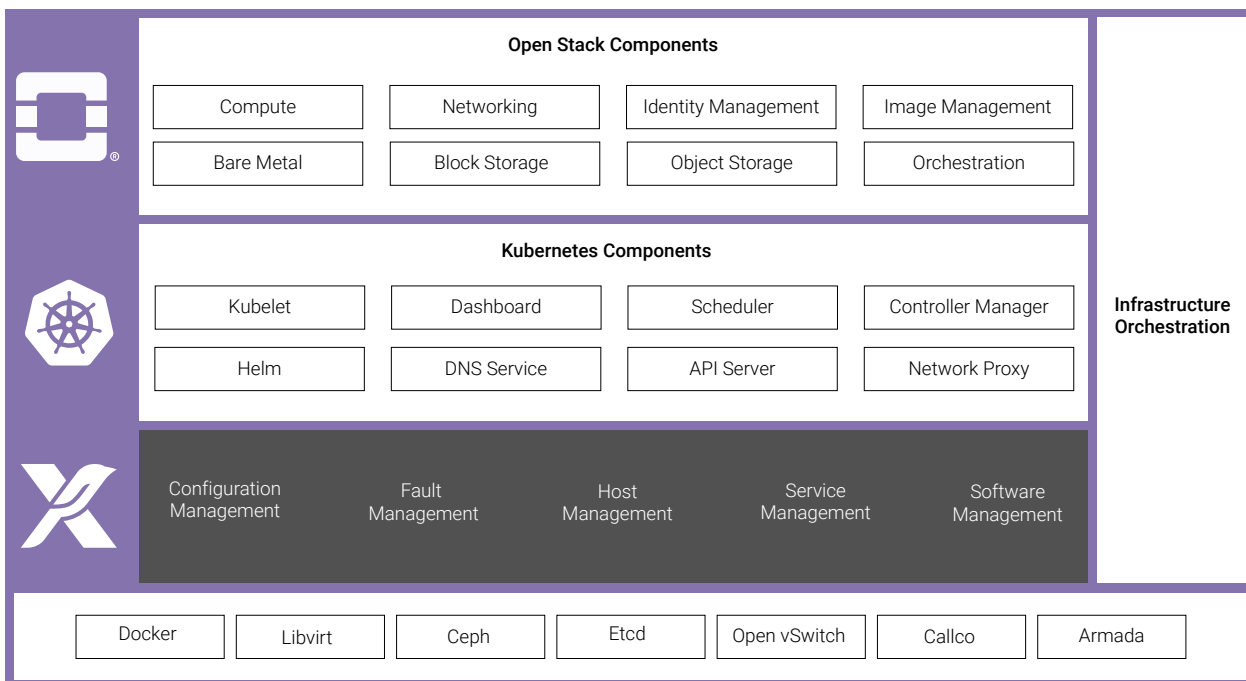 Open Stack Components
Compute
Networking
Identity Management
Image Management
Bare Metal
Block Storage
Object Storage
Orchestration
®
Kubernetes Components
Kubelet
Dashboard
Scheduler
Controller Manager
Helm
DNS Service
API Server
Network Proxy
Infrastructure
Orchestration
Configuration
Management
Fault
Management
Host
Management
Service
Management
Software
Management
Docker
Libvirt
Ceph
Etcd
Open vSwitch
Callco
Armada